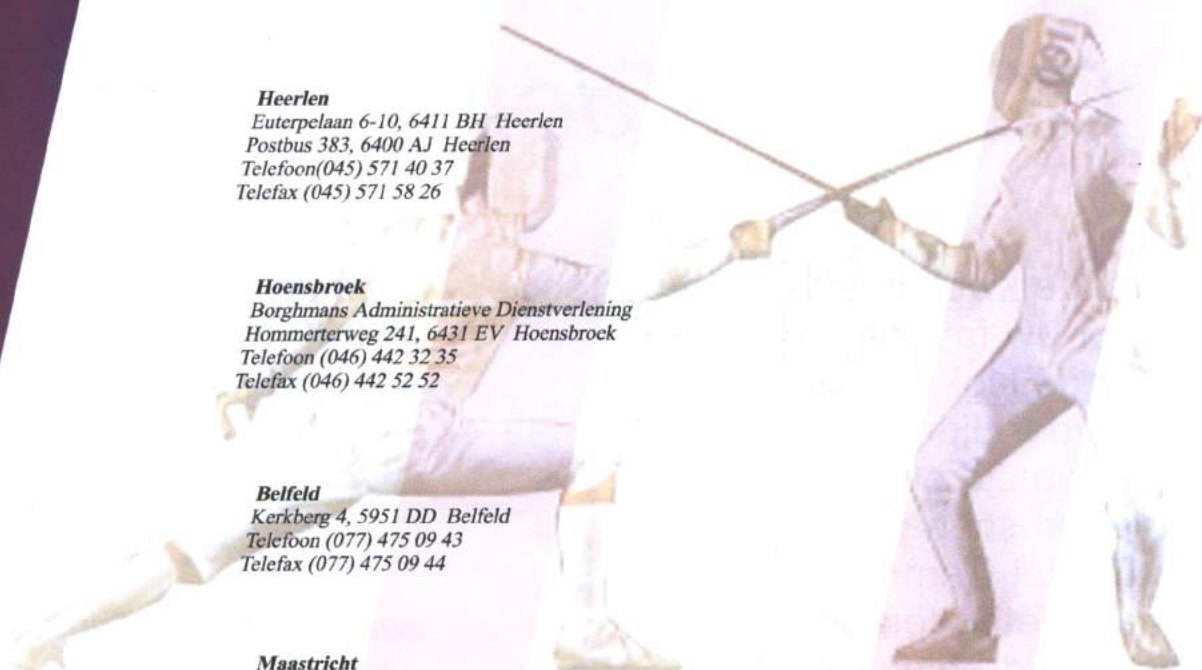 Heerlen
Euterpelaan 6-10, 6411 BH Heerlen
Postbus 383, 6400 AJ Heerlen
Telefoon(045) 571 40 37
Telefax (045) 571 58 26
Hoensbroek
Borghmans Administratieve Dienstverlening
Hommerterweg 241, 6431 EV Hoensbroek
Telefoon (046) 442 32 35
Telefax (046) 442 52 52
Belfeld
Kerkberg 4, 5951 DD Belfeld
Telefoon (077) 475 09 43
Telefax (077) 475 09 44
Maastricht